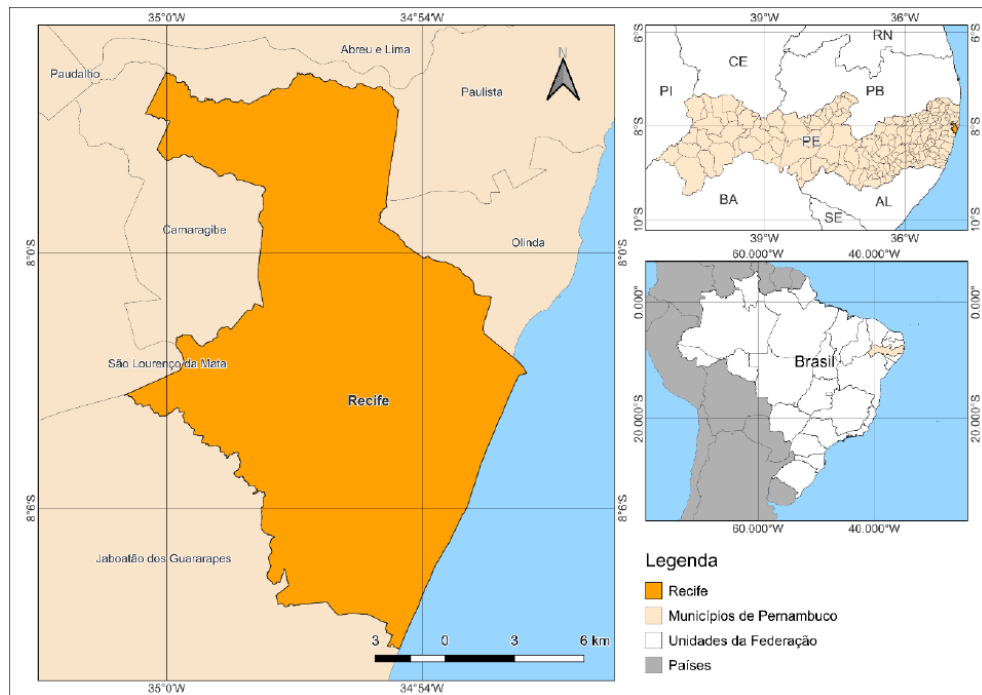 35°0'W
34°54'W
Abreu e Lima
Paudalho
N
Paulista
Camaragibe
Olinda
8°0'S
8°0'S
São Lourenço da Mata
Recife
8°6'S
8°6'S
Jaboatão dos Guararapes
3 0 3 6 km
35°0'W
34°54'W
39°W
36°W
6°S
6°S
RN
CE
PI
PB
8°S
8°S
PE
BA
AL
SE
10°S
10°S
39°W
36°W
60.000°W
40.000°W
0.000°
0.000°
Brasil
20.000°S
20.000°S
60.000°W
40.000°W
Legenda
Recife
Municípios de Pernambuco
Unidades da Federação
Países